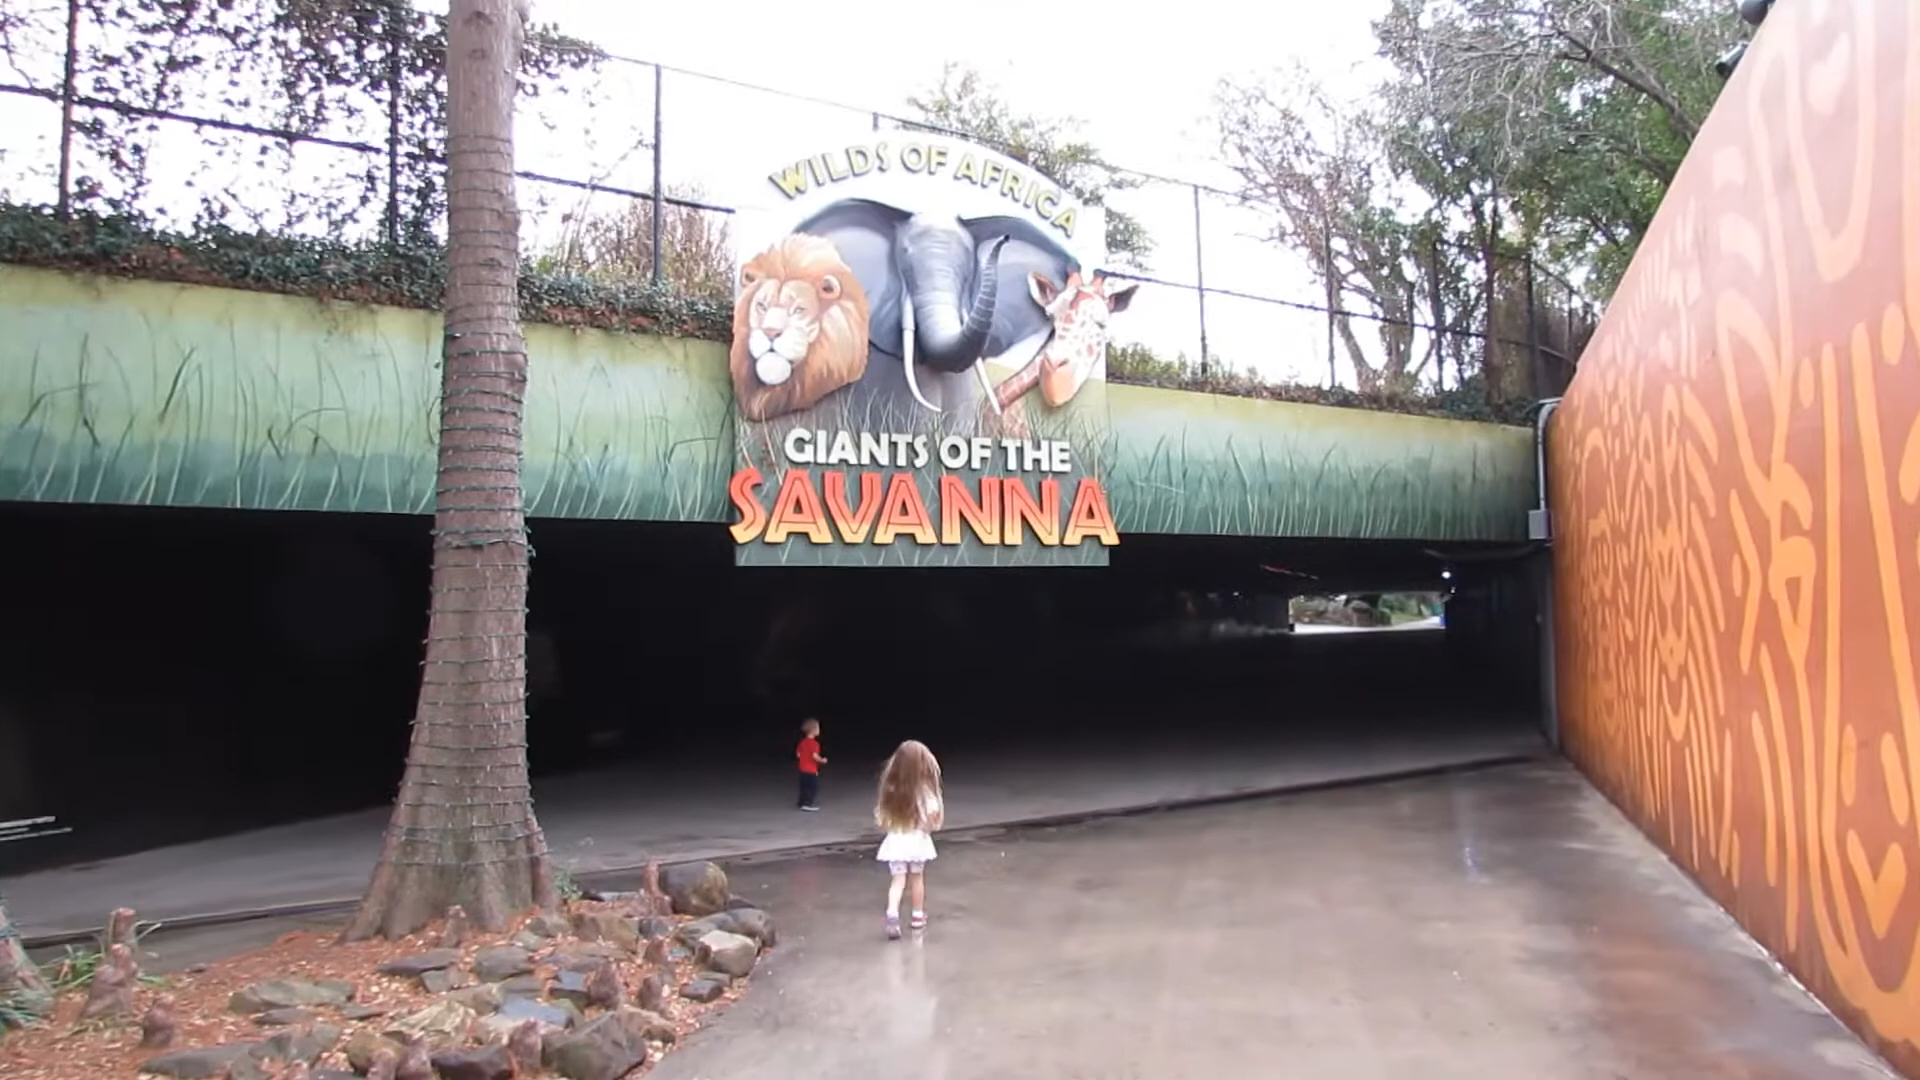 WILDS OF AFRICA
GIANTS OF THE
SAVANNA